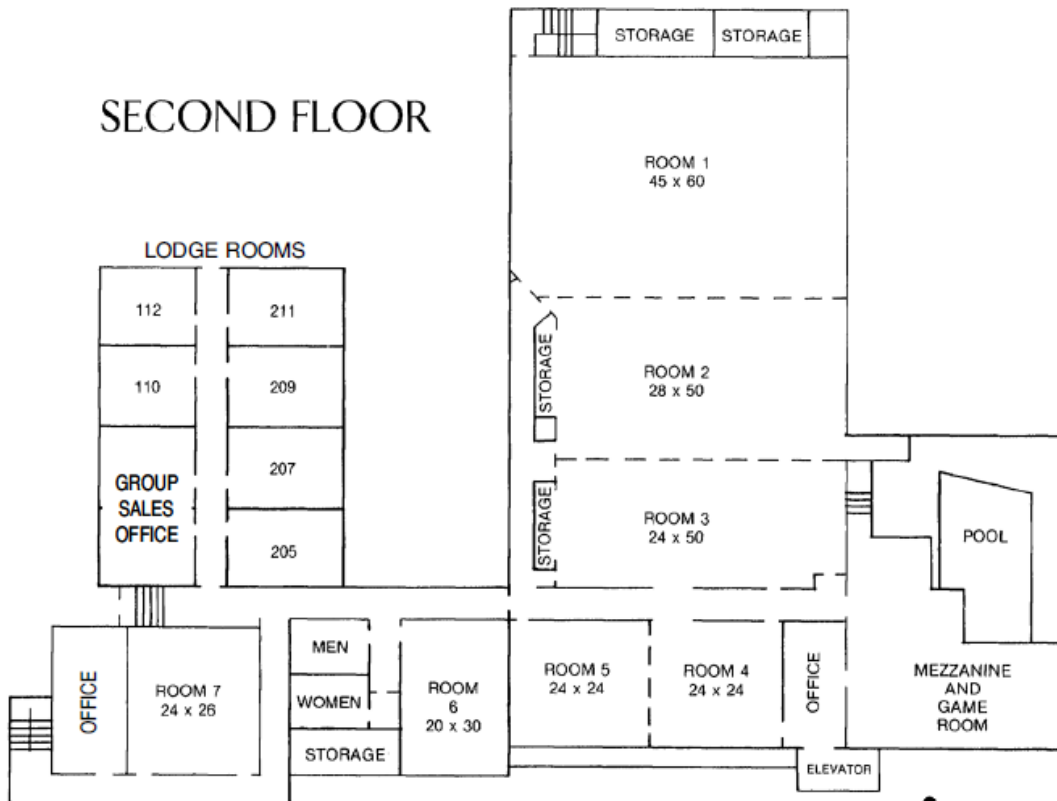 STORAGE
STORAGE
SECOND FLOOR
ROOM 1
45 x 60
LODGE ROOMS
112
211
110
209
STORAGE
ROOM 2
28 x 50
GROUP
SALES
OFFICE
207
205
STORAGE
ROOM 3
24 x 50
POOL
OFFICE
ROOM 7
24 x 26
MEN
WOMEN
STORAGE
ROOM
6
20 x 30
ROOM 5
24 x 24
ROOM 4
24 x 24
OFFICE
MEZZANINE
AND
GAME
ROOM
ELEVATOR